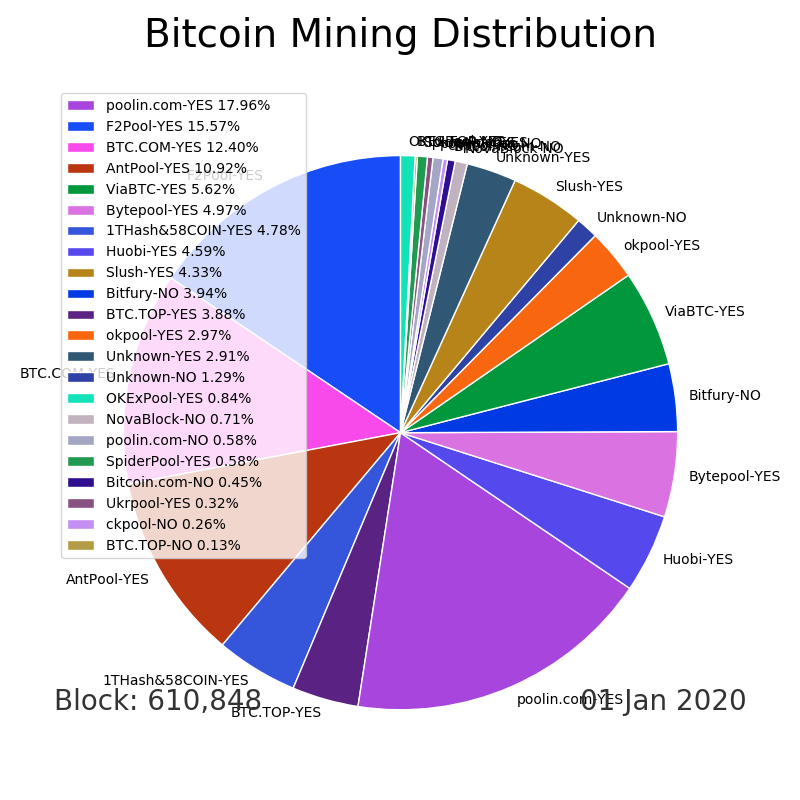 Bitcoin Mining Distribution
poolin.com-YES 17.96%
F2Pool-YES 15.57%
BTC.COM-YES 12.40%
AntPool-YES 10.92%
ViaBTC-YES 5.62%
Bytepool-YES 4.97%
1THash&58COIN-YES 4.78%
Huobi-YES 4.59%
Slush-YES 4.33%
Bitfury-NO 3.94%
BTC.TOP-YES 3.88%
okpool-YES 2.97%
Unknown-YES 2.91%
Unknown-NO 1.29%
OKExPool-YES 0.84%
NovaBlock-NO 0.71%
poolin.com-NO 0.58%
SpiderPool-YES 0.58%
Bitcoin.com-NO 0.45%
Ukrpool-YES 0.32%
ckpool-NO 0.26%
BTC.TOP-NO 0.13%
NovaBlock-NO
Unknown-YES
F2Pool-YES
Slush-YES
Unknown-NO
okpool-YES
ViaBTC-YES
BTC.COM-YES
Bitfury-NO
Bytepool-YES
Huobi-YES
AntPool-YES
1THash&58COIN-YES
poolin.com-YES
BTC.TOP-YES
Block: 610,848
01 Jan 2020